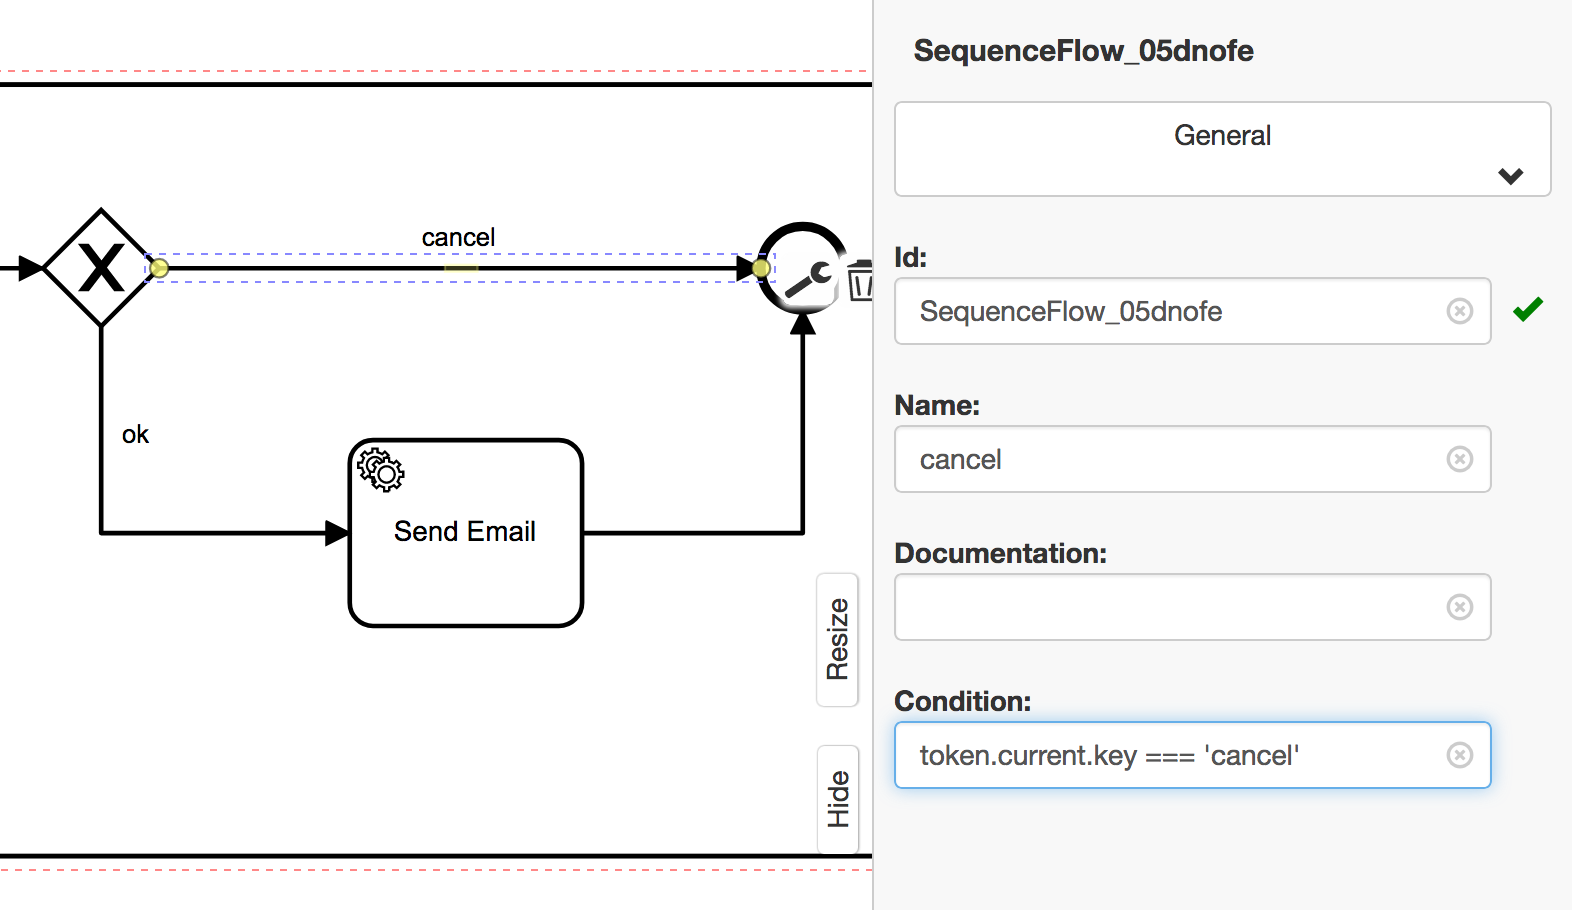 cancel
ok
Send Email
Resize
Hide
SequenceFlow_05dnofe
General
Id:
SequenceFlow_05dnofe
Name:
cancel
Documentation:
Condition:
token.current.key === 'cancel'